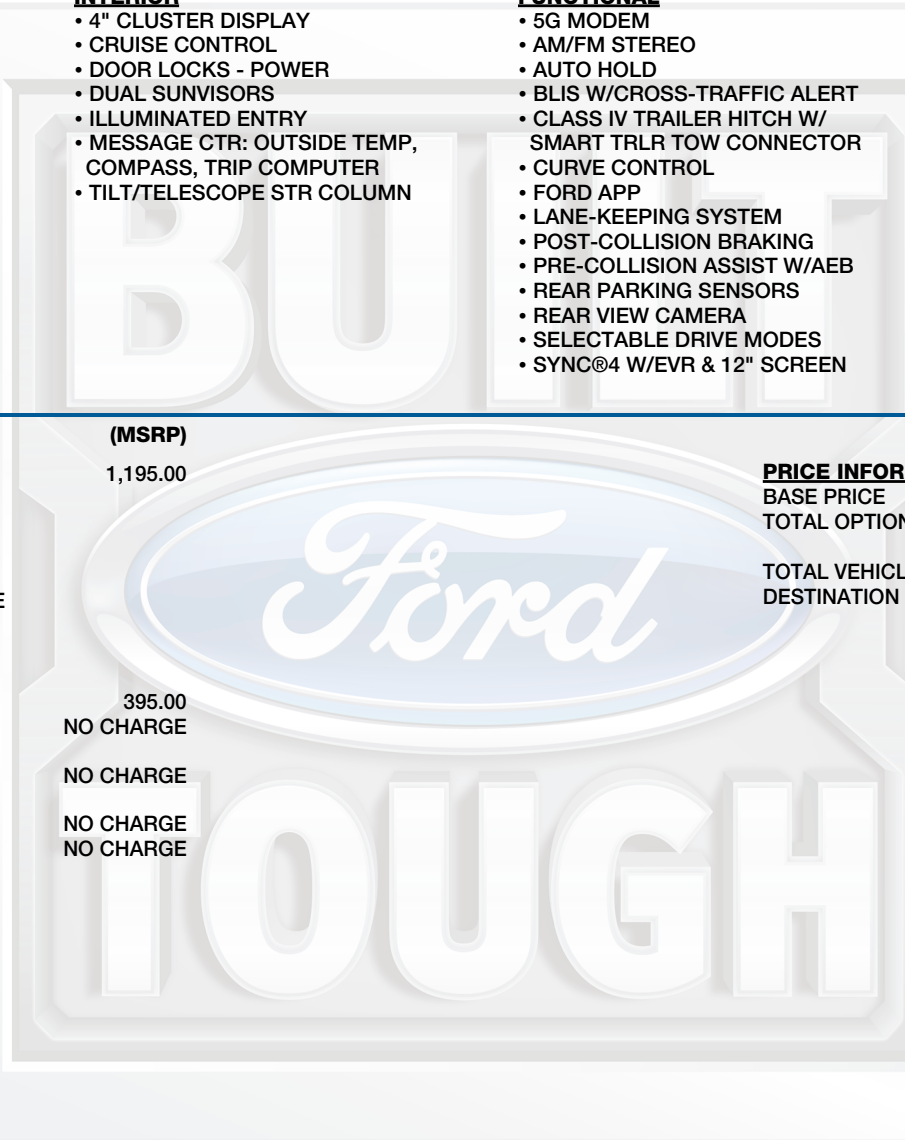 INTERIOR
• 4" CLUSTER DISPLAY
• CRUISE CONTROL
• DOOR LOCKS - POWER
• DUAL SUNVISORS
• ILLUMINATED ENTRY
• MESSAGE CTR: OUTSIDE TEMP,
COMPASS, TRIP COMPUTER
• TILT/TELESCOPE STR COLUMN
FUNCTIONAL
• 5G MODEM
• AM/FM STEREO
• AUTO HOLD
• BLIS W/CROSS-TRAFFIC ALERT
• CLASS IV TRAILER HITCH W/
SMART TRLR TOW CONNECTOR
• CURVE CONTROL
• FORD APP
• LANE-KEEPING SYSTEM
• POST-COLLISION BRAKING
• PRE-COLLISION ASSIST W/AEB
• REAR PARKING SENSORS
• REAR VIEW CAMERA
• SELECTABLE DRIVE MODES
• SYNC®4 W/EVR & 12" SCREEN
BUILT
(MSRP)
1,195.00
E
395.00
NO CHARGE
NO CHARGE
NO CHARGE
NO CHARGE
Ford
PRICE INFOR
BASE PRICE
TOTAL OPTION
TOTAL VEHICL
DESTINATION
TOUGH